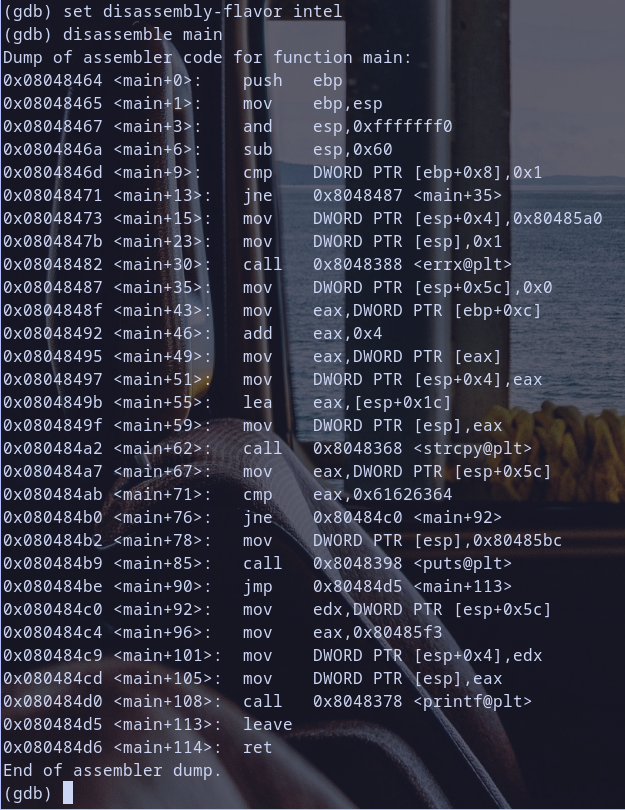 (gdb) set disassembly-flavor intel
(gdb) disassemble main
Dump of assembler code for function main:
0x08048464 <main+0>:    push   ebp
0x08048465 <main+1>:    mov    ebp,esp
0x08048467 <main+3>:    and    esp,0xfffffff0
0x0804846a <main+6>:    sub    esp,0x60
0x0804846d <main+9>:    cmp    DWORD PTR [ebp+0x8],0x1
0x08048471 <main+13>:   jne    0x8048487 <main+35>
0x08048473 <main+15>:   mov    DWORD PTR [esp+0x4],0x80485a0
0x0804847b <main+23>:   mov    DWORD PTR [esp],0x1
0x08048482 <main+30>:   call   0x8048388 <errx@plt>
0x08048487 <main+35>:   mov    DWORD PTR [esp+0x5c],0x0
0x0804848f <main+43>:   mov    eax,DWORD PTR [ebp+0xc]
0x08048492 <main+46>:   add    eax,0x4
0x08048495 <main+49>:   mov    eax,DWORD PTR [eax]
0x08048497 <main+51>:   mov    DWORD PTR [esp+0x4],eax
0x0804849b <main+55>:   lea    eax,[esp+0x1c]
0x0804849f <main+59>:   mov    DWORD PTR [esp],eax
0x080484a2 <main+62>:   call   0x8048368 <strcpy@plt>
0x080484a7 <main+67>:   mov    eax,DWORD PTR [esp+0x5c]
0x080484ab <main+71>:   cmp    eax,0x61626364
0x080484b0 <main+76>:   jne    0x80484c0 <main+92>
0x080484b2 <main+78>:   mov    DWORD PTR [esp],0x80485bc
0x080484b9 <main+85>:   call   0x8048398 <puts@plt>
0x080484be <main+90>:   jmp    0x80484d5 <main+113>
0x080484c0 <main+92>:   mov    edx,DWORD PTR [esp+0x5c]
0x080484c4 <main+96>:   mov    eax,0x80485f3
0x080484c9 <main+101>:  mov    DWORD PTR [esp+0x4],edx
0x080484cd <main+105>:  mov    DWORD PTR [esp],eax
0x080484d0 <main+108>:  call   0x8048378 <printf@plt>
0x080484d5 <main+113>:  leave
0x080484d6 <main+114>:  ret
End of assembler dump.
(gdb)